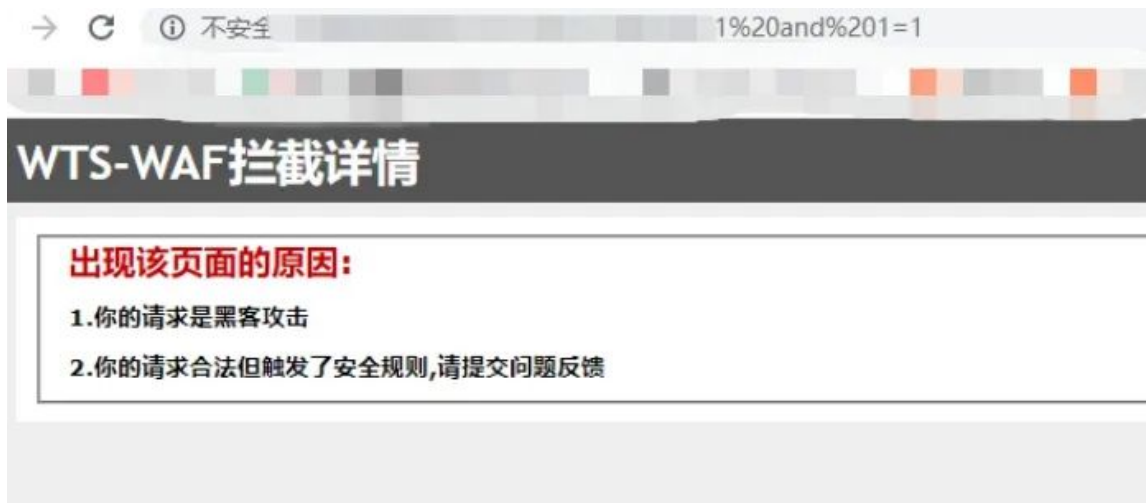 不安全 1%20and%201=1
WTS-WAF拦截详情
出现该页面的原因:
1.你的请求是黑客攻击
2.你的请求合法但触发了安全规则,请提交问题反馈